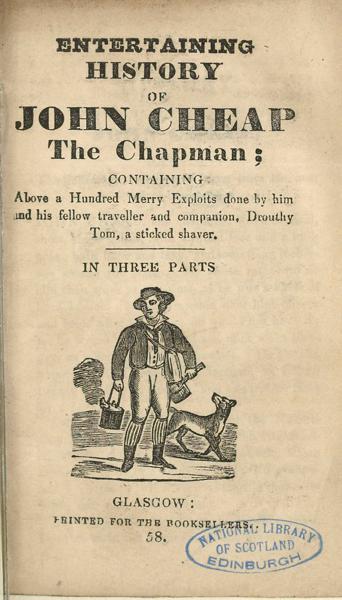 ENTERTAINING
HISTORY
OF
JOHN CHEAP
The Chapman;
CONTAINING
Above a Hundred Merry Exploits done by him
and his fellow traveller and companion, Drouthy
Tom, a sticked shaver.
IN THREE PARTS
GLASGOW:
PRINTED FOR THE BOOKSELLERS.
58.
NATIONAL LIBRARY
OF SCOTLAND
EDINBURGH